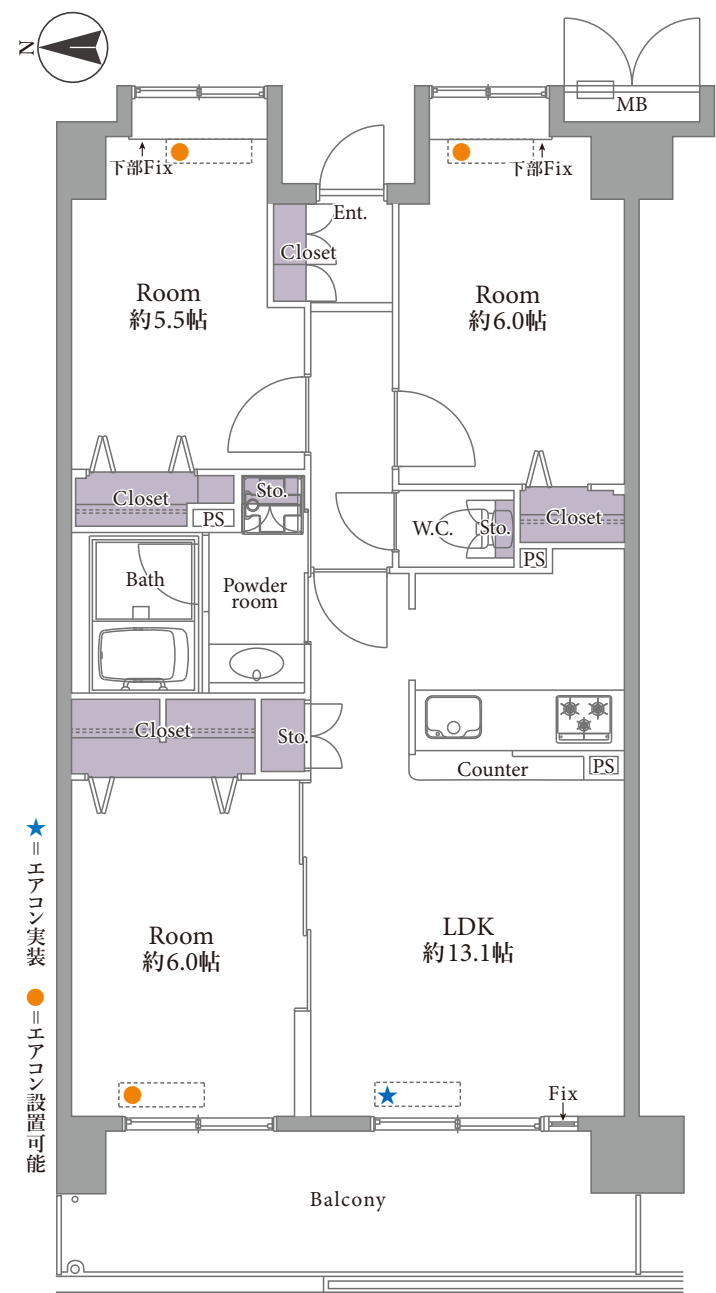 N
MB
下部Fix
下部Fix
Ent.
Closet
Room
約5.5帖
Room
約6.0帖
Closet
Sto.
PS
W.C.
Sto.
Closet
PS
Bath
Powder
room
Closet
Sto.
Counter
PS
★=エアコン実装 ●=エアコン設置可能
Room
約6.0帖
LDK
約13.1帖
Fix
Balcony